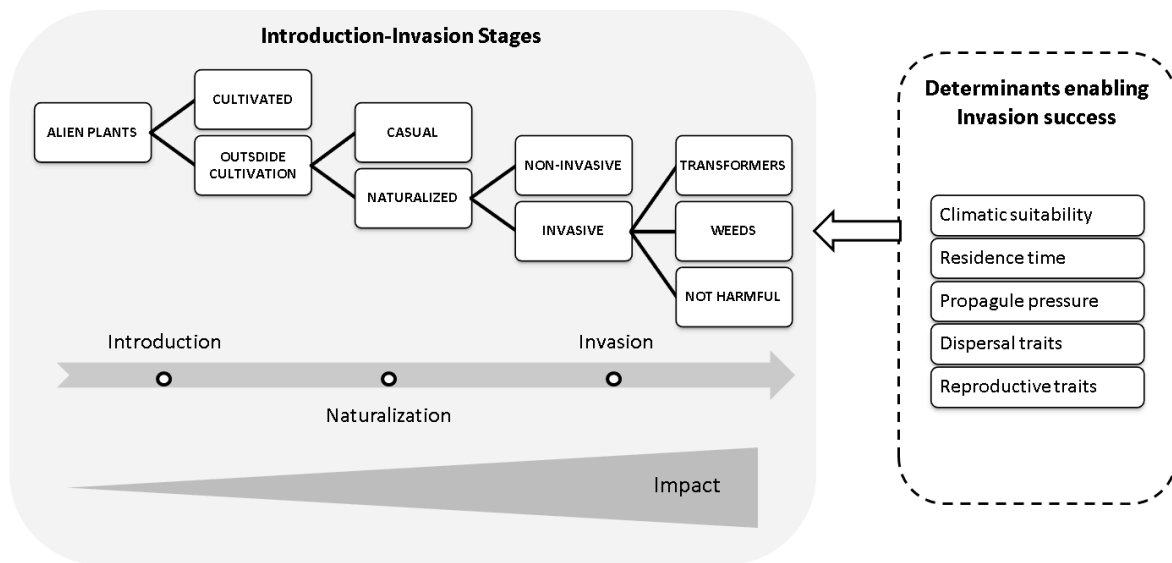 Introduction-Invasion Stages
ALIEN PLANTS
CULTIVATED
OUTSDIDE
CULTIVATION
CASUAL
NATURALIZED
NON-INVASIVE
INVASIVE
TRANSFORMERS
WEEDS
NOT HARMFUL
Introduction
Invasion
Naturalization
Impact
Determinants enabling
Invasion success
Climatic suitability
Residence time
Propagule pressure
Dispersal traits
Reproductive traits